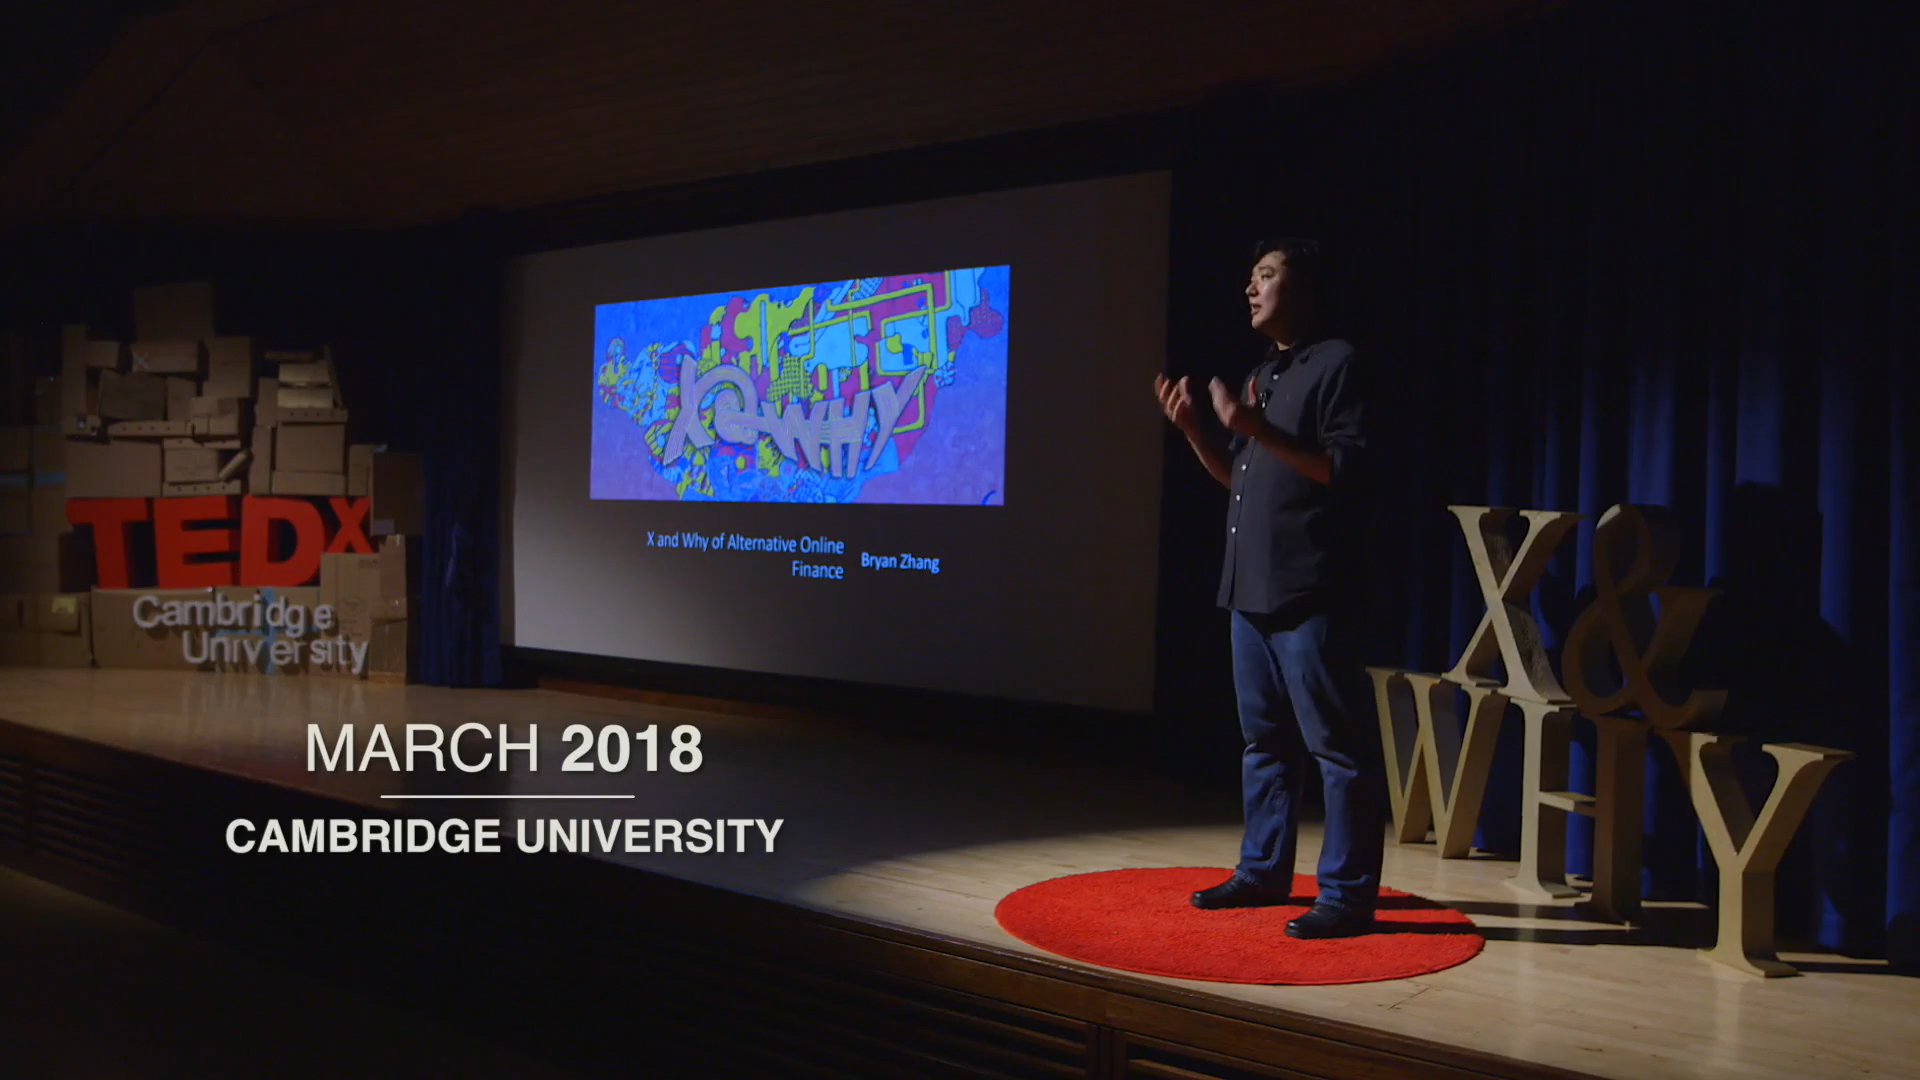 X@WHY
X and Why of Alternative Online
Finance
Bryan Zhang
TEDx
Cambridge
University
X&
WHY
MARCH 2018
CAMBRIDGE UNIVERSITY